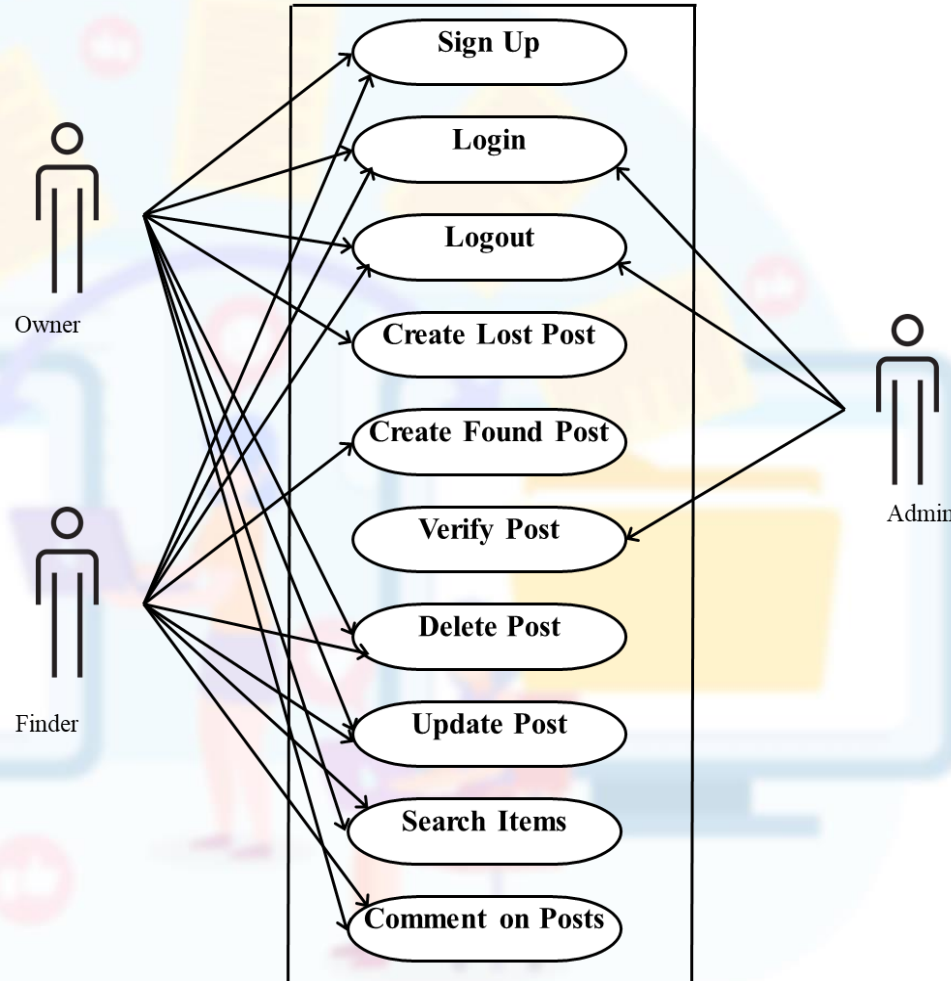 Sign Up
Login
Logout
Owner
Create Lost Post
Create Found Post
Admin
Verify Post
Delete Post
Finder
Update Post
Search Items
Comment on Posts